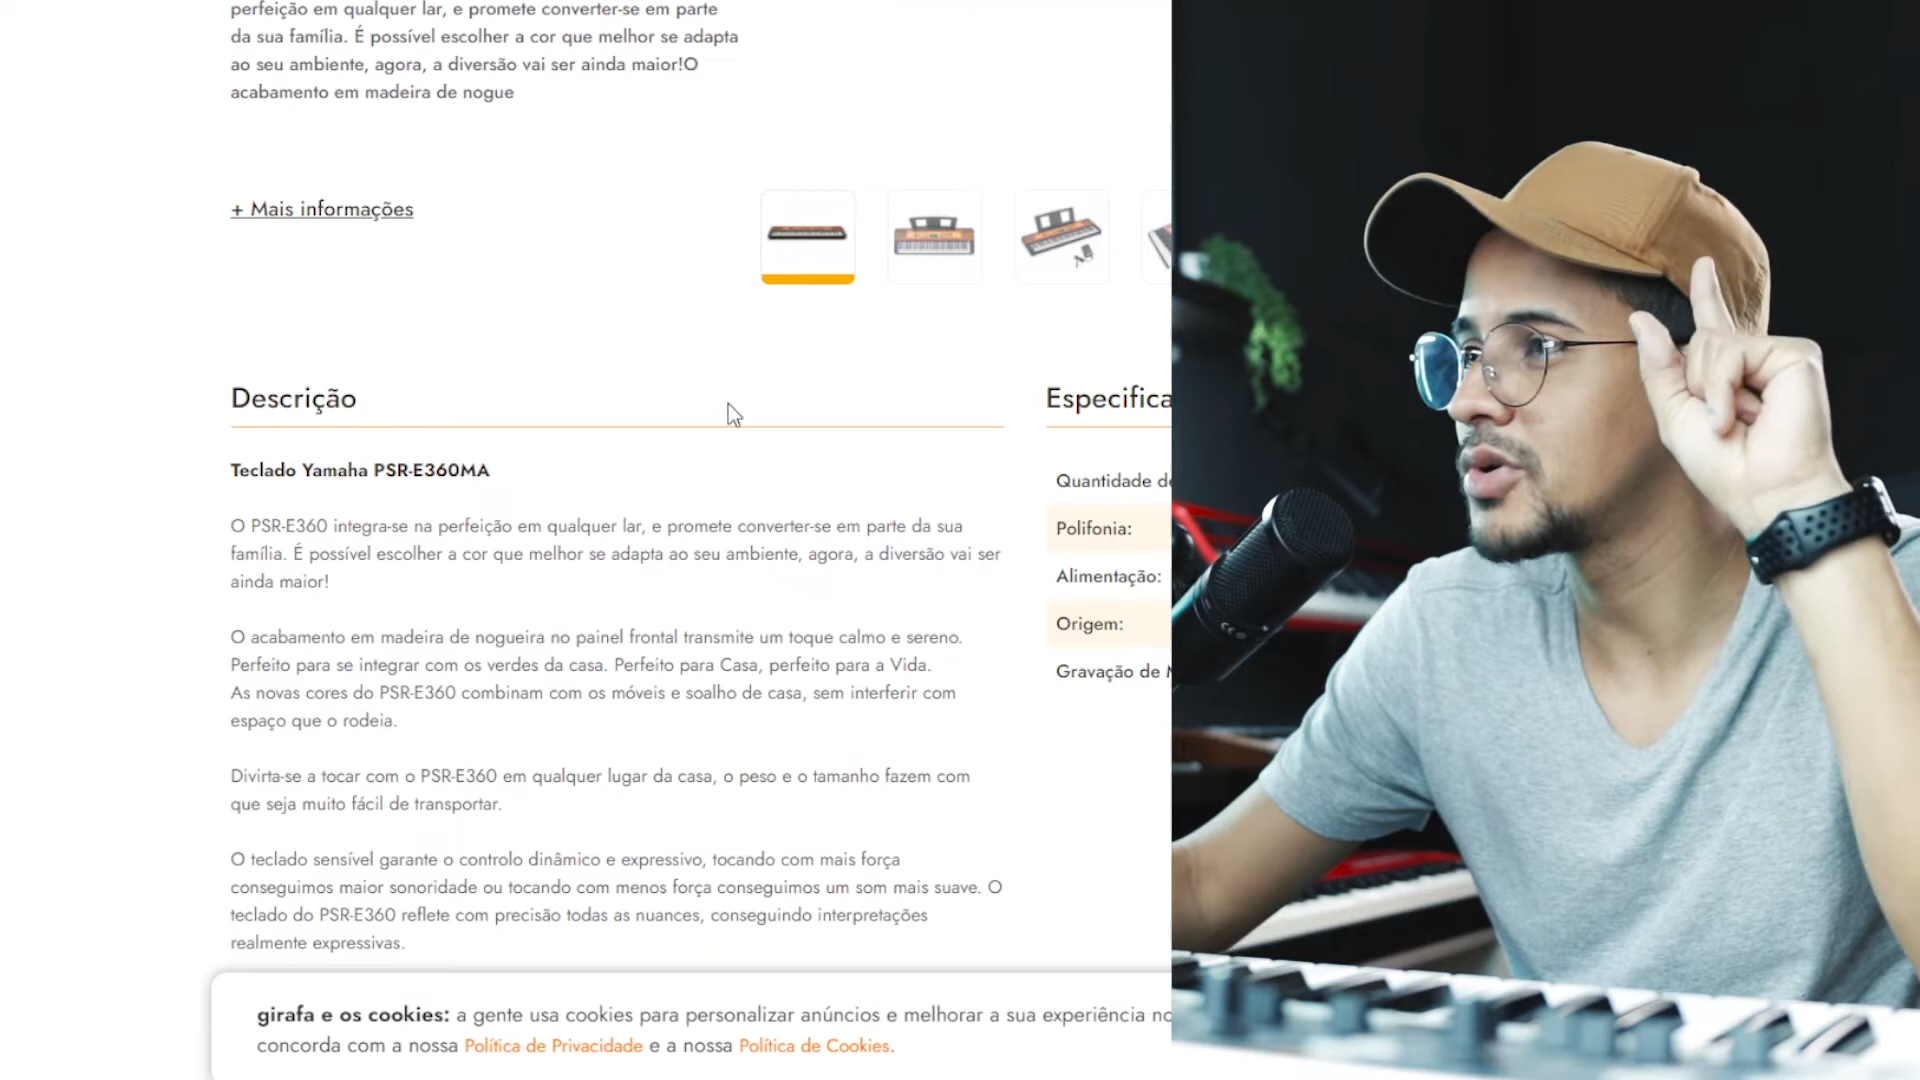 perfeição em qualquer lar, e promete converter-se em parte
da sua família. É possível escolher a cor que melhor se adapta
ao seu ambiente, agora, a diversão vai ser ainda maior!O
acabamento em madeira de nogue
+ Mais informações
Descrição
Teclado Yamaha PSR-E360MA
O PSR-E360 integra-se na perfeição em qualquer lar, e promete converter-se em parte da sua
família. É possível escolher a cor que melhor se adapta ao seu ambiente, agora, a diversão vai ser
ainda maior!
O acabamento em madeira de nogueira no painel frontal transmite um toque calmo e sereno.
Perfeito para se integrar com os verdes da casa. Perfeito para Casa, perfeito para a Vida.
As novas cores do PSR-E360 combinam com os móveis e soalho de casa, sem interferir com
espaço que o rodeia.
Divirta-se a tocar com o PSR-E360 em qualquer lugar da casa, o peso e o tamanho fazem com
que seja muito fácil de transportar.
O teclado sensível garante o controlo dinâmico e expressivo, tocando com mais força
conseguimos maior sonoridade ou tocando com menos força conseguimos um som mais suave. O
teclado do PSR-E360 reflete com precisão todas as nuances, conseguindo interpretações
realmente expressivas.
Especifica
Quantidade de
Polifonia:
Alimentação:
Origem:
Gravação de
girafa e os cookies: a gente usa cookies para personalizar anúncios e melhorar a sua experiência no
concorda com a nossa Política de Privacidade e a nossa Política de Cookies.